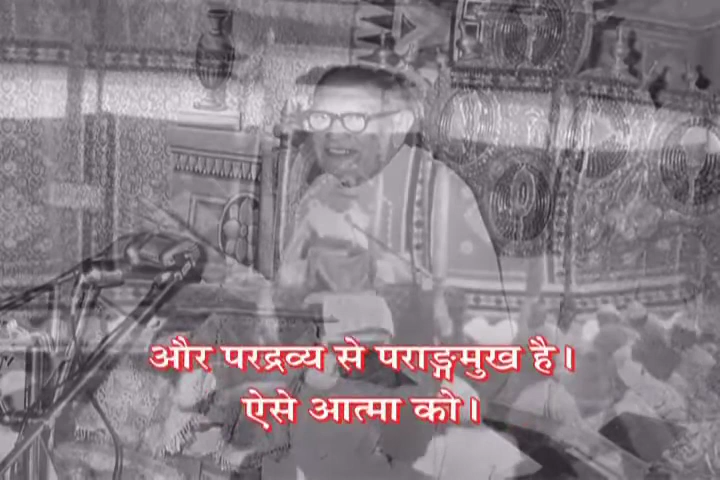 और परद्रव्य से पराङ्गमुख है।
ऐसे आत्मा को।